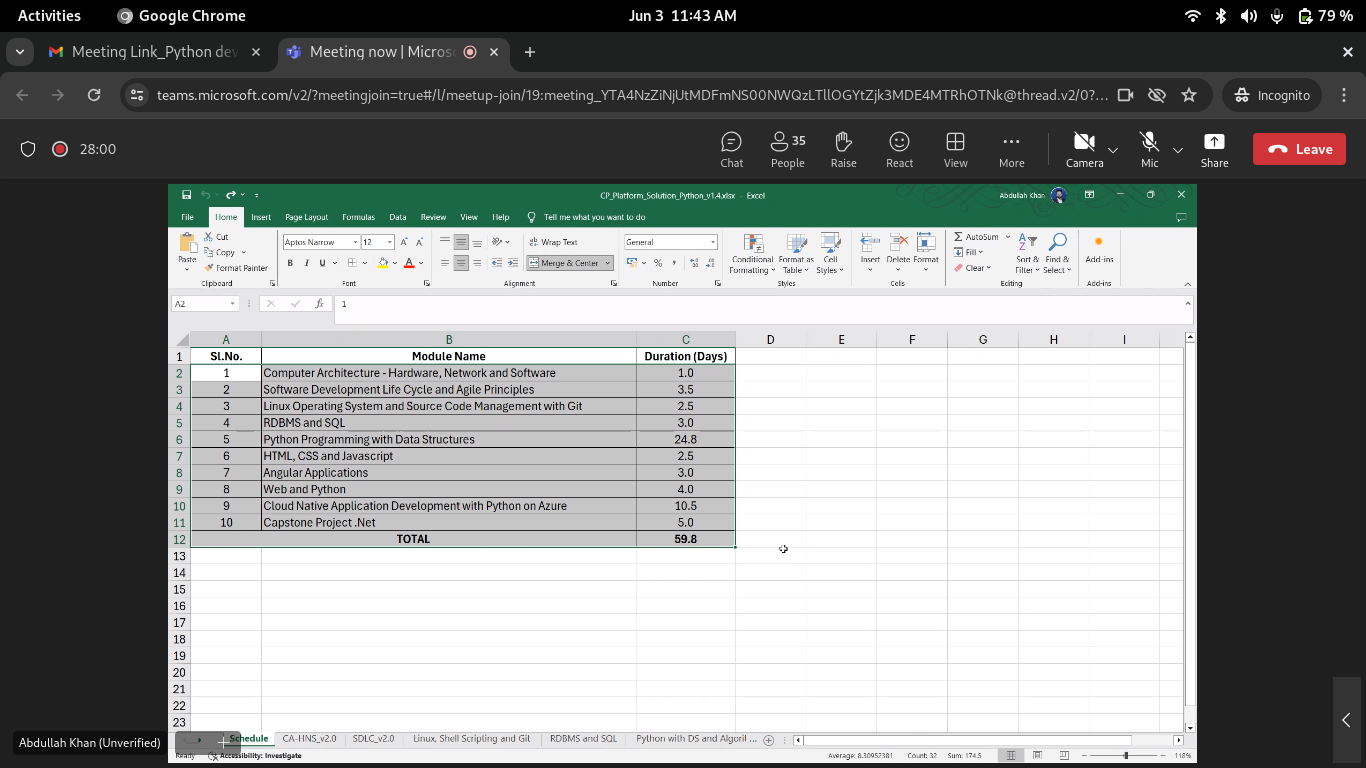 Activities Google Chrome Jun 3 11:43 AM 79 %
Meeting Link_Python dev Meeting now | Microso
teams.microsoft.com/v2/?meetingjoin=true#/l/meetup-join/19:meeting_YTA4NzZiNjUtMDFmNS00NWQzLTllOGYtZjk3MDE4MTRhOTNk@thread.v2/0?... Incognito
28:00 Chat People 35 Raise React View More Camera Mic Share Leave
CP_Platform_Solution_Python_v1.4.xlsx - Excel Abdullah Khan
File Home Insert Page Layout Formulas Data Review View Help Tell me what you want to do
Paste Cut Copy Format Painter Clipboard
Aptos Narrow 12 B I U A Font
Wrap Text Merge & Center Alignment
General % Number
Conditional Formatting Format as Table Cell Styles Styles
Insert Delete Format Cells
AutoSum Fill Clear Sort & Filter Find & Select Editing
Add-ins Add-ins
A2 fx 1
A B C D E F G H I
1 Sl.No. Module Name Duration (Days)
2 1 Computer Architecture - Hardware, Network and Software 1.0
3 2 Software Development Life Cycle and Agile Principles 3.5
4 3 Linux Operating System and Source Code Management with Git 2.5
5 4 RDBMS and SQL 3.0
6 5 Python Programming with Data Structures 24.8
7 6 HTML, CSS and Javascript 2.5
8 7 Angular Applications 3.0
9 8 Web and Python 4.0
10 9 Cloud Native Application Development with Python on Azure 10.5
11 10 Capstone Project .Net 5.0
12 TOTAL 59.8
13
14
15
16
17
18
19
20
21
22
23
Schedule CA-HNS_v2.0 SDLC_v2.0 Linux, Shell Scripting and Git RDBMS and SQL Python with DS and Algorit ...
Abdullah Khan (Unverified)
Ready Accessibility: Investigate Average: 8.30952381 Count: 32 Sum: 174.5 118%